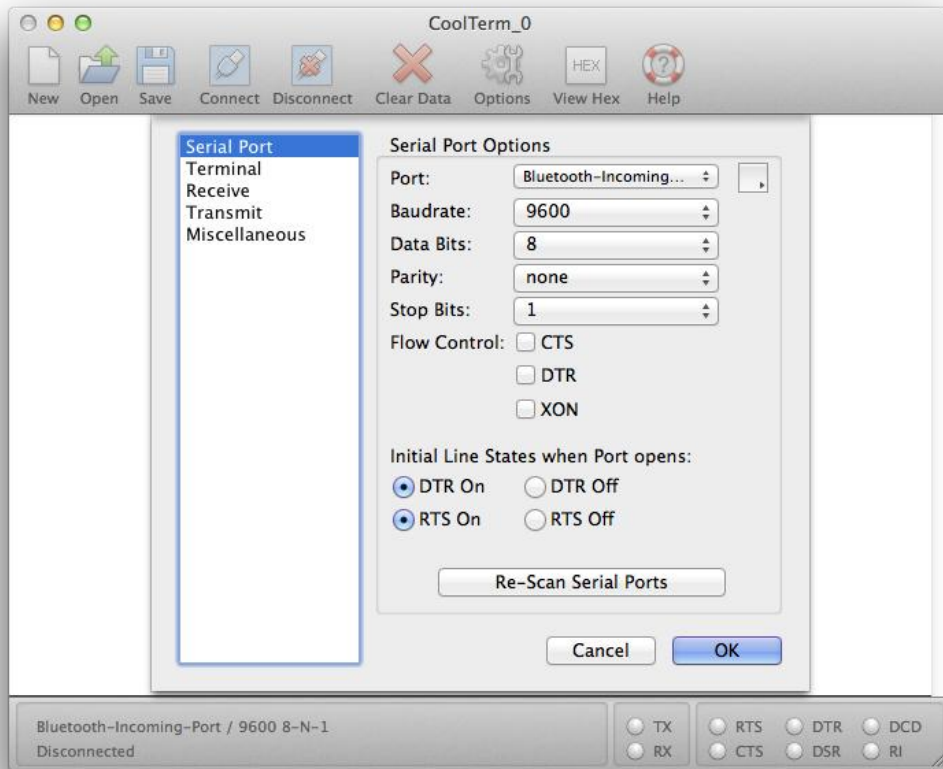 CoolTerm_0
New Open Save Connect Disconnect Clear Data Options HEX View Hex ? Help
Serial Port
Terminal
Receive
Transmit
Miscellaneous
Serial Port Options
Port: Bluetooth-Incoming...
Baudrate: 9600
Data Bits: 8
Parity: none
Stop Bits: 1
Flow Control: CTS
DTR
XON
Initial Line States when Port opens:
DTR On DTR Off
RTS On RTS Off
Re-Scan Serial Ports
Cancel OK
Bluetooth-Incoming-Port / 9600 8-N-1
Disconnected
TX RTS DTR DCD
RX CTS DSR RI